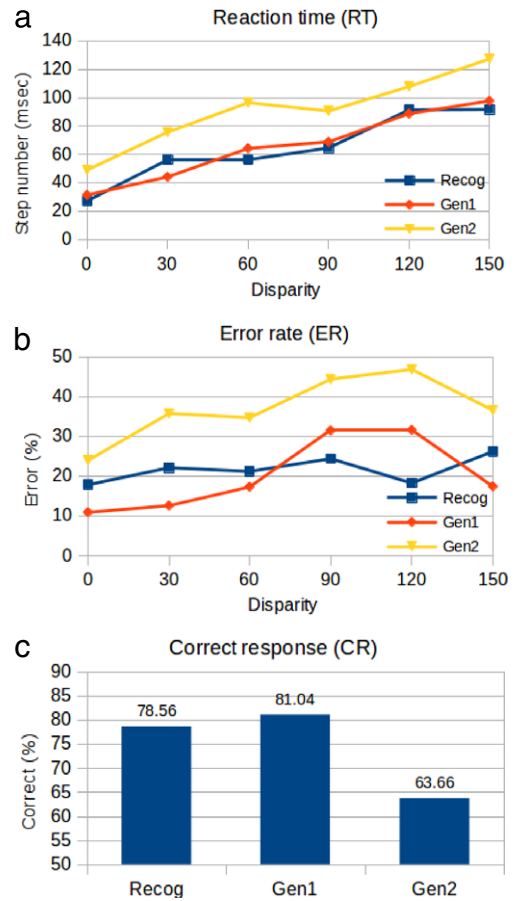 a
Reaction time (RT)
Step number (msec)
140
120
100
80
60
40
20
0
0 30 60 90 120 150
Disparity
Recog
Gen1
Gen2
b
Error rate (ER)
Error (%)
50
40
30
20
10
0
0 30 60 90 120 150
Disparity
Recog
Gen1
Gen2
c
Correct response (CR)
Correct (%)
90
85
80
75
70
65
60
55
50
78.56
81.04
63.66
Recog Gen1 Gen2